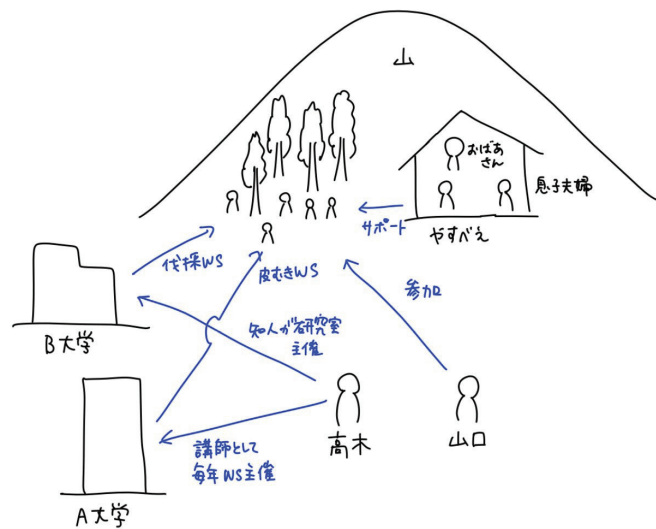 山
おばあ
さん
息子夫婦
サポート
やすべえ
伐採WS
皮むきWS
参加
B大学
知人が研究室
主催
高木
山口
講師として
毎年WS主催
A大学